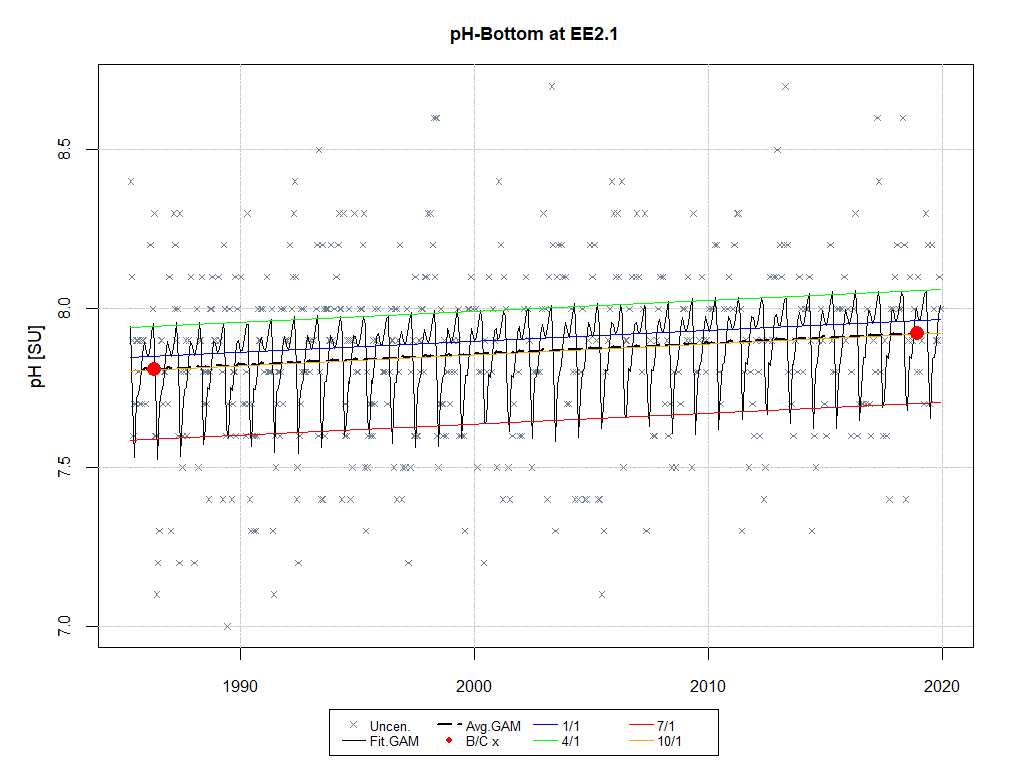 pH-Bottom at EE2.1
pH [SU]
8.5
8.0
7.5
7.0
1990 2000 2010 2020
Uncen. Avg.GAM 1/1 7/1
Fit.GAM B/C x 4/1 10/1